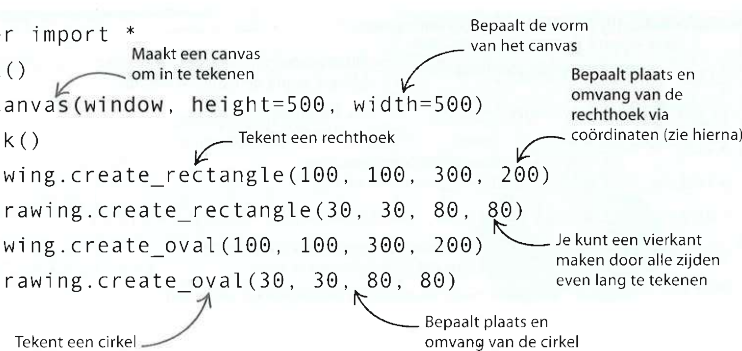 Bepaalt de vorm
van het canvas
er import *
Maakt een canvas
om in te tekenen
()
Bepaalt plaats en
omvang van de
rechthoek via
coördinaten (zie hierna)
anvas(window, height=500, width=500)
k()
Tekent een rechthoek
wing.create_rectangle(100, 100, 300, 200)
rawing.create_rectangle(30, 30, 80, 80)
wing.create_oval(100, 100, 300, 200)
Je kunt een vierkant
maken door alle zijden
even lang te tekenen
rawing.create_oval(30, 30, 80, 80)
Tekent een cirkel
Bepaalt plaats en
omvang van de cirkel